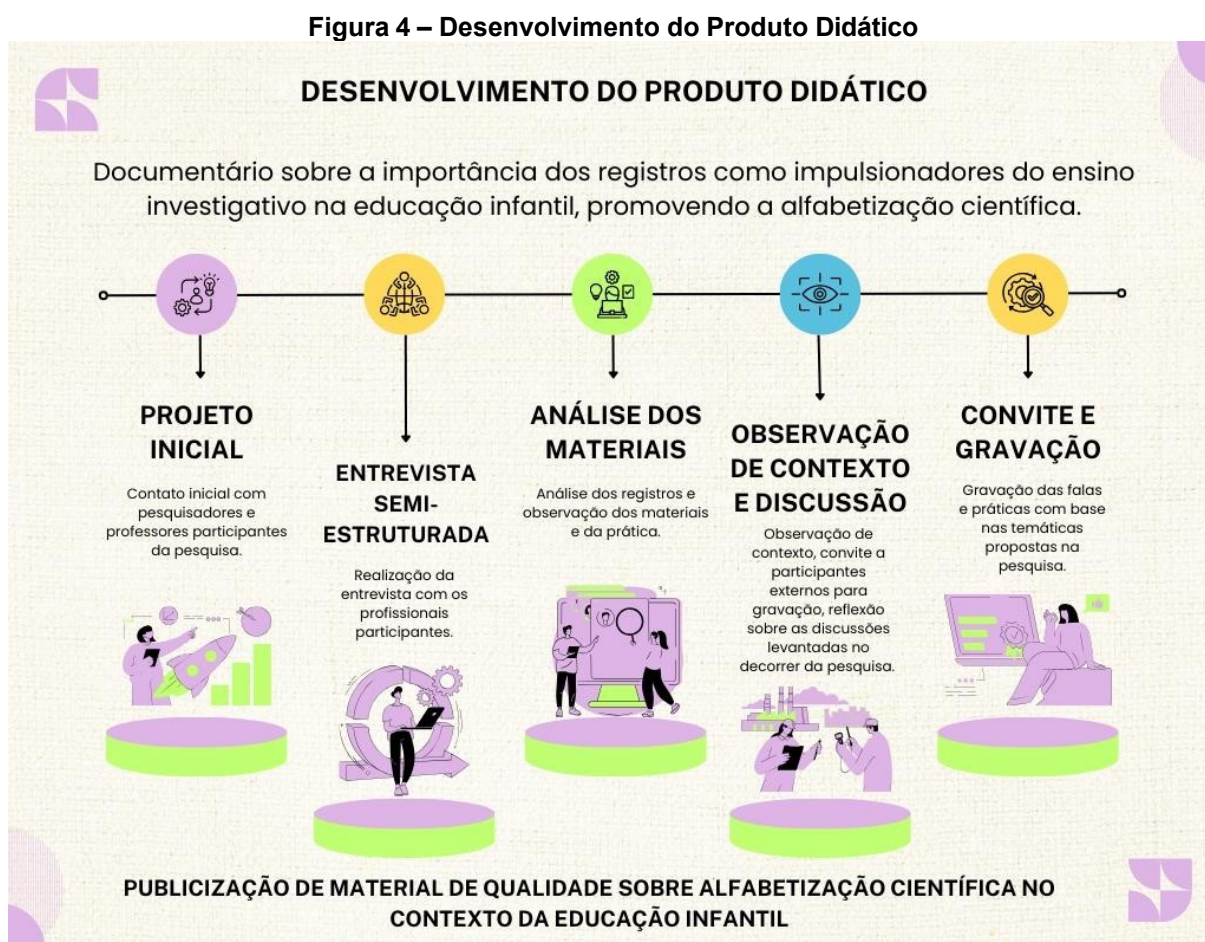 Figura 4 – Desenvolvimento do Produto Didático
DESENVOLVIMENTO DO PRODUTO DIDÁTICO
Documentário sobre a importância dos registros como impulsionadores do ensino
investigativo na educação infantil, promovendo a alfabetização científica.
PROJETO
INICIAL
Contato inicial com
pesquisadores e
professores participantes
da pesquisa.
ENTREVISTA
SEMI-
ESTRUTURADA
Realização da
entrevista com os
profissionais
participantes.
ANÁLISE DOS
MATERIAIS
Análise dos registros e
observação dos materiais
e da prática.
OBSERVAÇÃO
DE CONTEXTO
E DISCUSSÃO
Observação de
contexto, convite a
participantes
externos para
gravação, reflexão
sobre as discussões
levantadas no
decorrer da pesquisa.
CONVITE E
GRAVAÇÃO
Gravação das falas
e práticas com base
nas temáticas
propostas na
pesquisa.
PUBLICIZAÇÃO DE MATERIAL DE QUALIDADE SOBRE ALFABETIZAÇÃO CIENTÍFICA NO
CONTEXTO DA EDUCAÇÃO INFANTIL